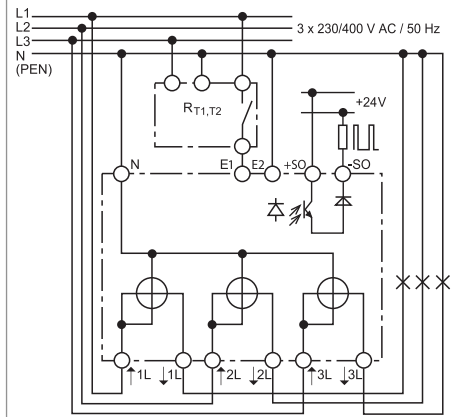 L1
L2
L3
N
(PEN)
3 x 230/400 V AC / 50 Hz
+24V
RT1,T2
N
E1 E2 +SO -SO
1L 1L 2L 2L 3L 3L